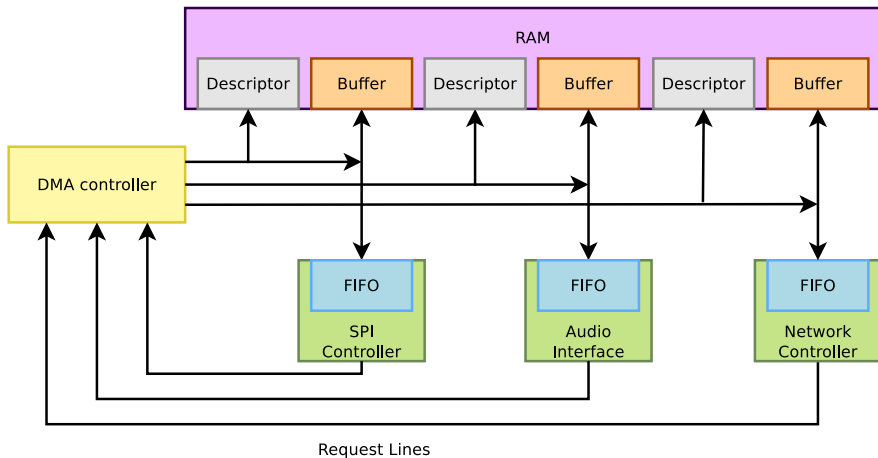 RAM
Descriptor
Buffer
Descriptor
Buffer
Descriptor
Buffer
DMA controller
FIFO
SPI
Controller
FIFO
Audio
Interface
FIFO
Network
Controller
Request Lines